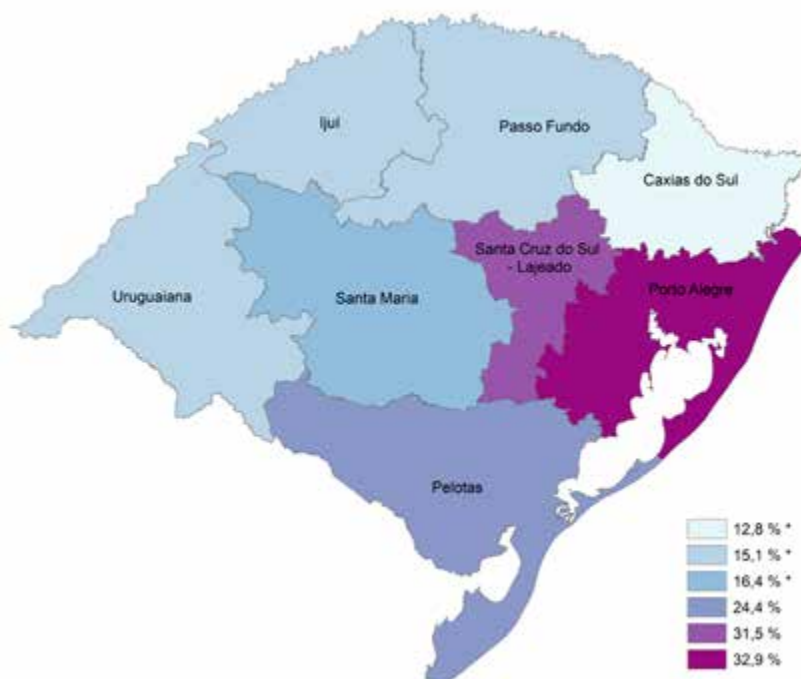 Ijuí
Passo Fundo
Caxias do Sul
Santa Cruz do Sul
- Lajeado
Uruguaiana
Santa Maria
Porto Alegre
Pelotas
12,8 % *
15,1 % *
16,4 % *
24,4 %
31,5 %
32,9 %